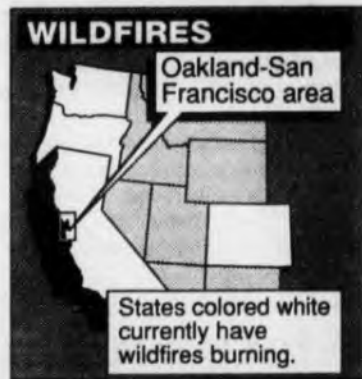 WILDFIRES
Oakland-San
Francisco area
States colored white
currently have
wildfires burning.